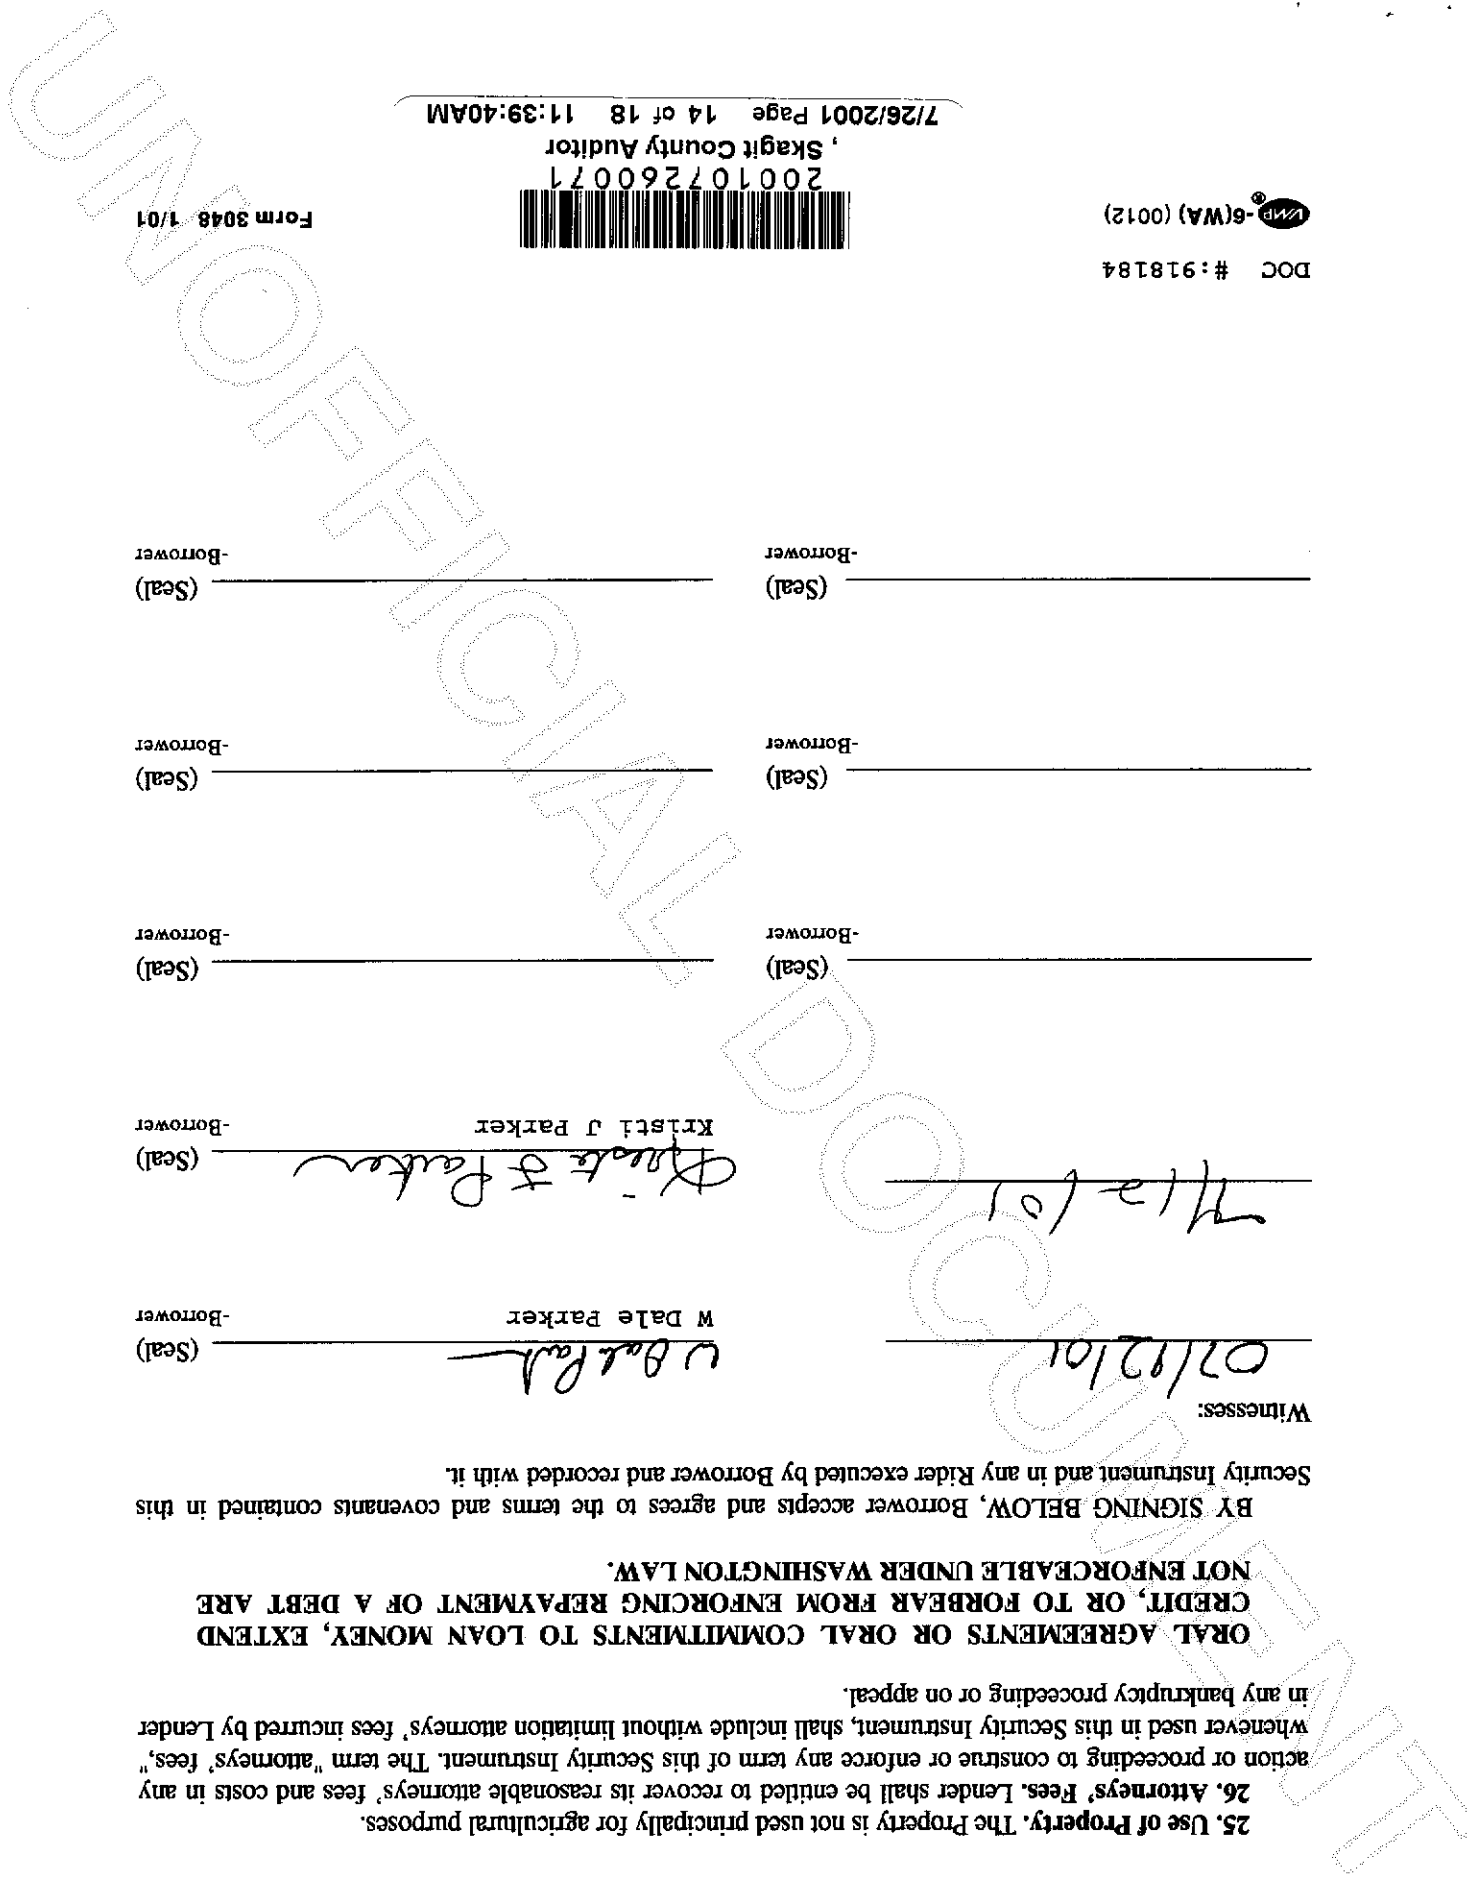 25. Use of Property. The Property is not used principally for agricultural purposes.
26. Attorneys' Fees. Lender shall be entitled to recover its reasonable attorneys' fees and costs in any
action or proceeding to construe or enforce any term of this Security Instrument. The term "attorneys' fees,"
whenever used in this Security Instrument, shall include without limitation attorneys' fees incurred by Lender
in any bankruptcy proceeding or on appeal.
ORAL AGREEMENTS OR ORAL COMMITMENTS TO LOAN MONEY, EXTEND
CREDIT, OR TO FORBEAR FROM ENFORCING REPAYMENT OF A DEBT ARE
NOT ENFORCEABLE UNDER WASHINGTON LAW.
BY SIGNING BELOW, Borrower accepts and agrees to the terms and covenants contained in this
Security Instrument and in any Rider executed by Borrower and recorded with it.
Witnesses:
07/12/01 W Dale Park (Seal)
W Dale Parker -Borrower
7/12/01 Kristi J Parker (Seal)
Kristi J Parker -Borrower
(Seal) (Seal)
-Borrower -Borrower
(Seal) (Seal)
-Borrower -Borrower
(Seal) (Seal)
-Borrower -Borrower
DOC #:918184
VMP-6(WA) (0012) Form 3048 1/01
®
200107260071
, Skagit County Auditor
7/26/2001 Page 14 of 18 11:39:40AM
UNOFFICIAL DOCUMENT